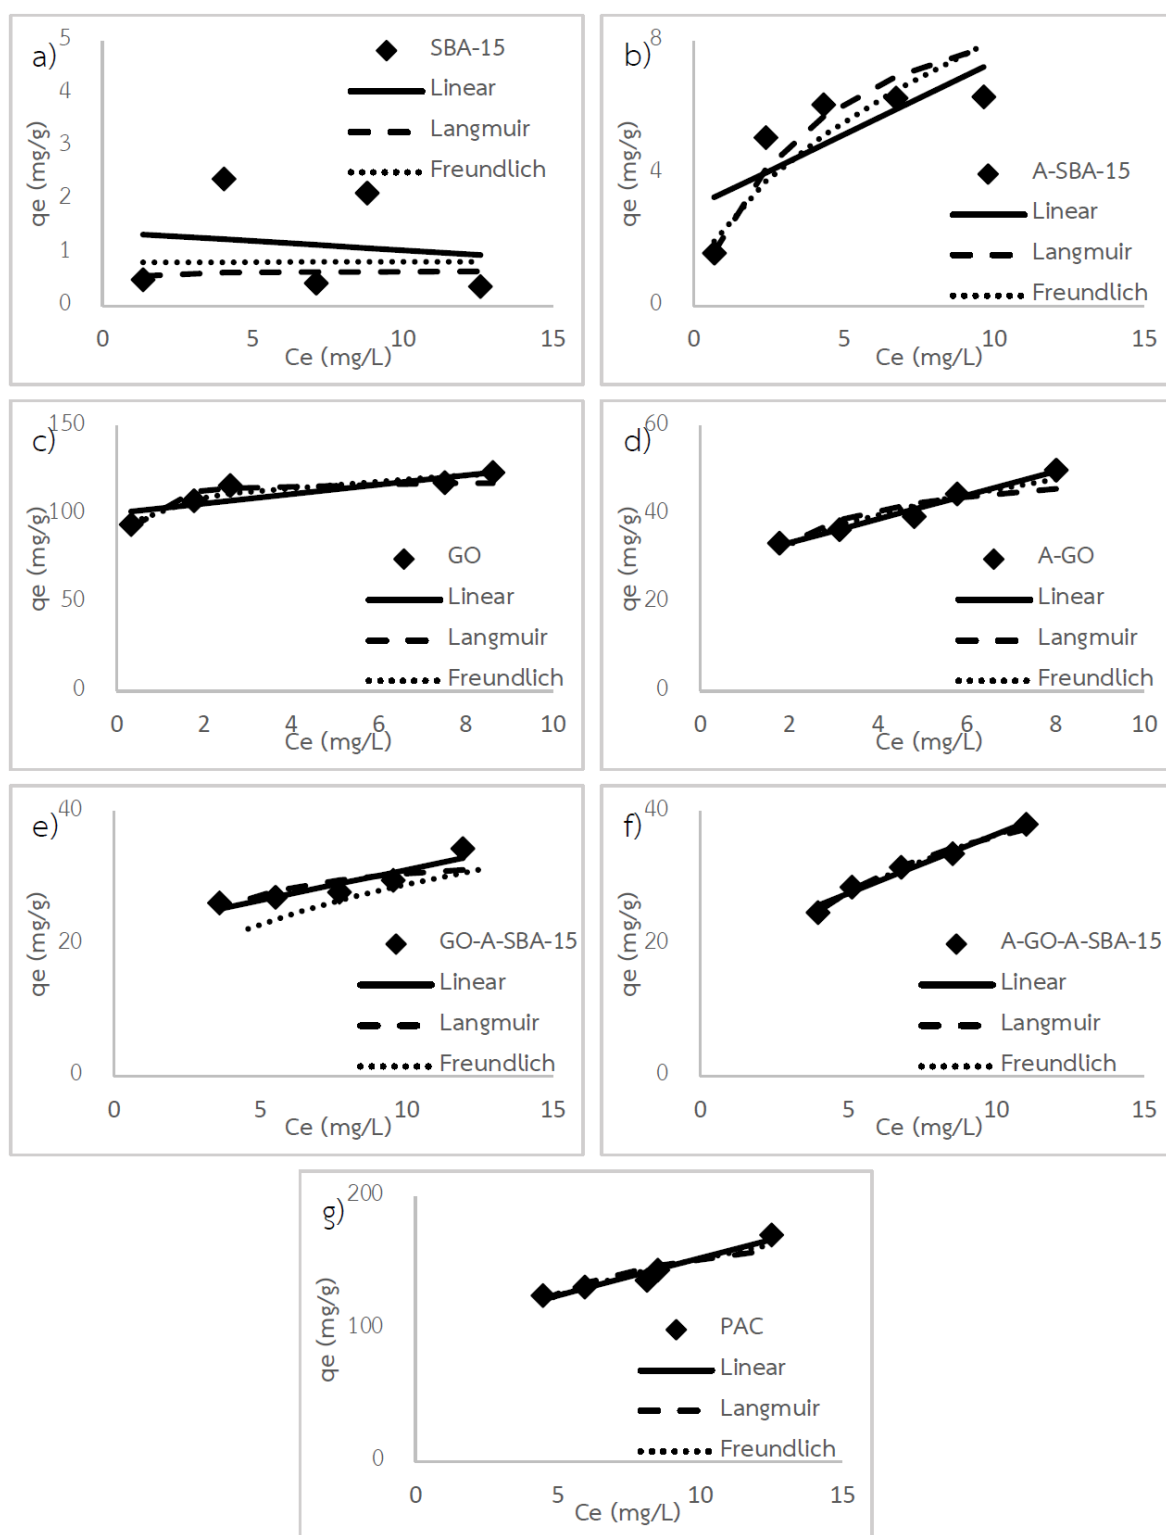 a)
qe (mg/g)
5
4
3
2
1
0
0 5 10 15
Ce (mg/L)
SBA-15
Linear
Langmuir
Freundlich
b)
qe (mg/g)
8
4
0
0 5 10 15
Ce (mg/L)
A-SBA-15
Linear
Langmuir
Freundlich
c)
qe (mg/g)
150
100
50
0
0 2 4 6 8 10
Ce (mg/L)
GO
Linear
Langmuir
Freundlich
d)
qe (mg/g)
60
40
20
0
0 2 4 6 8 10
Ce (mg/L)
A-GO
Linear
Langmuir
Freundlich
e)
qe (mg/g)
40
20
0
0 5 10 15
Ce (mg/L)
GO-A-SBA-15
Linear
Langmuir
Freundlich
f)
qe (mg/g)
40
20
0
0 5 10 15
Ce (mg/L)
A-GO-A-SBA-15
Linear
Langmuir
Freundlich
g)
qe (mg/g)
200
100
0
0 5 10 15
Ce (mg/L)
PAC
Linear
Langmuir
Freundlich